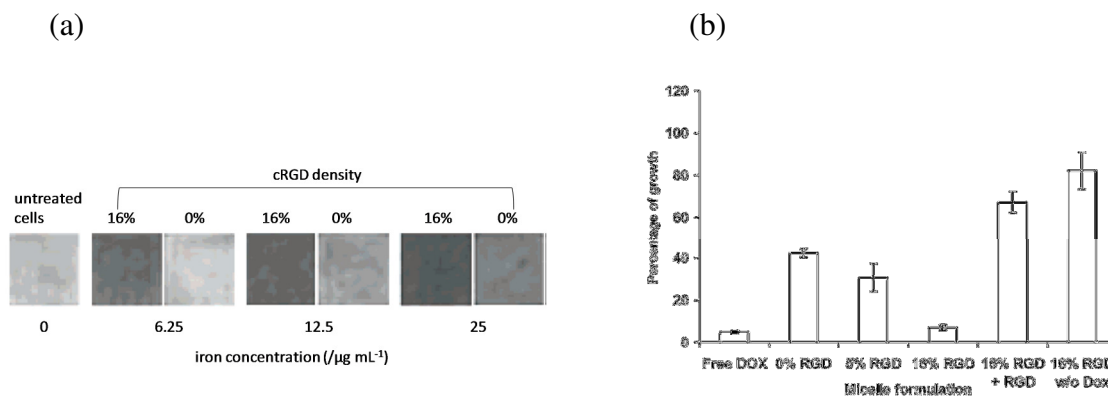 (a)
(b)
cRGD density
untreated
cells
16% 0% 16% 0% 16% 0%
0 6.25 12.5 25
iron concentration (/µg mL⁻¹)
Percentage of growth
120
100
80
60
40
20
0
Free DOX 0% RGD RGD 16% RGD 16% RGD 16% RGD
+ RGD w/o Dox
Micelle formulation